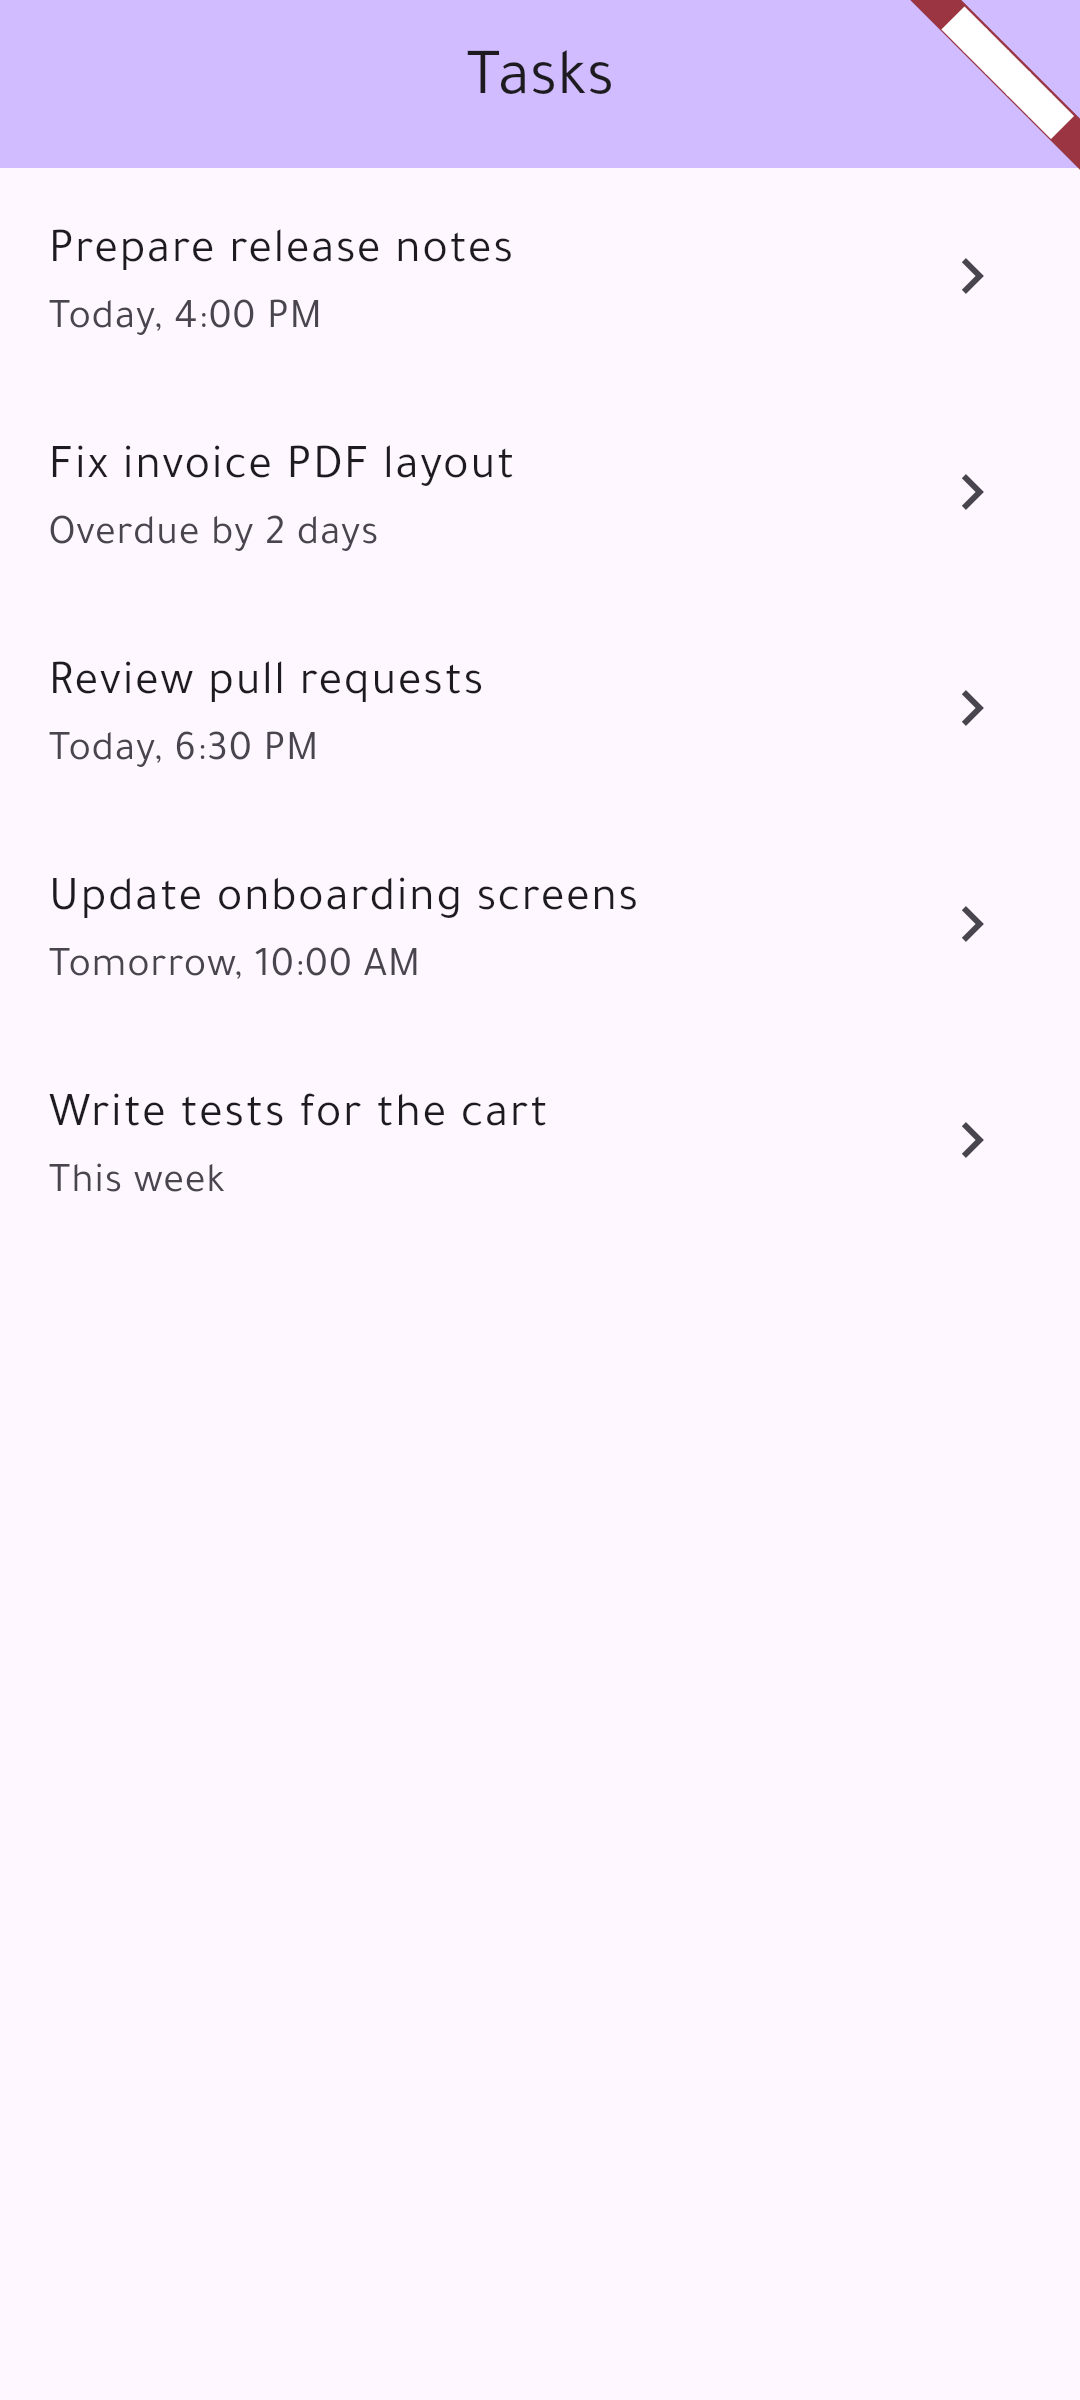 Tasks
Prepare release notes
Today, 4:00 PM
Fix invoice PDF layout
Overdue by 2 days
Review pull requests
Today, 6:30 PM
Update onboarding screens
Tomorrow, 10:00 AM
Write tests for the cart
This week